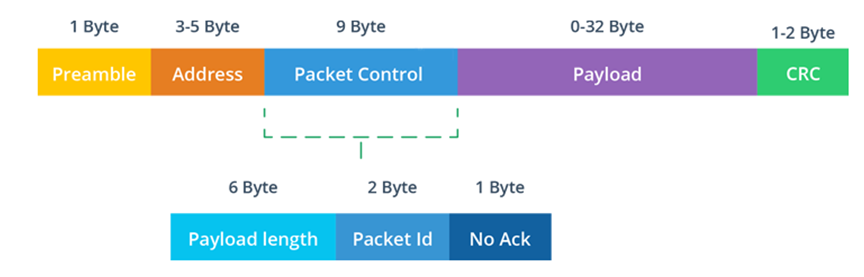 1 Byte 3-5 Byte 9 Byte 0-32 Byte 1-2 Byte
Preamble Address Packet Control Payload CRC
6 Byte 2 Byte 1 Byte
Payload length Packet Id No Ack